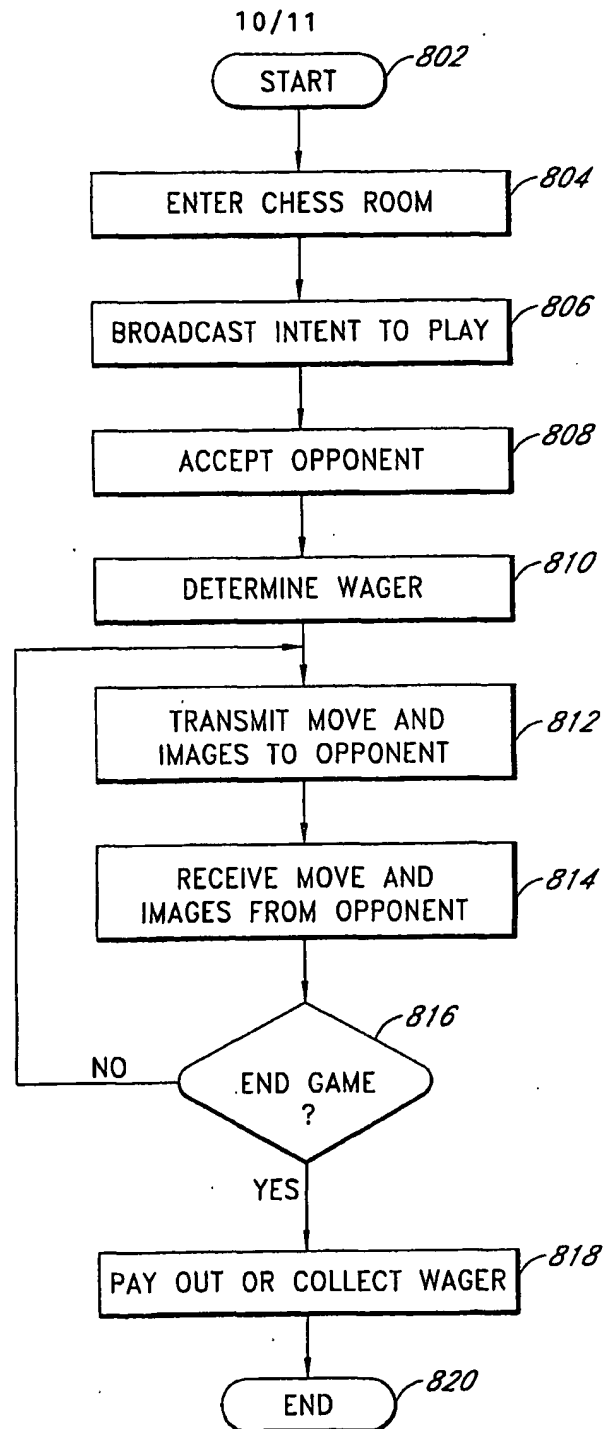 10/11
START
802
ENTER CHESS ROOM
804
BROADCAST INTENT TO PLAY
806
ACCEPT OPPONENT
808
DETERMINE WAGER
810
TRANSMIT MOVE AND
IMAGES TO OPPONENT
812
RECEIVE MOVE AND
IMAGES FROM OPPONENT
814
816
END GAME
?
NO
YES
PAY OUT OR COLLECT WAGER
818
END
820